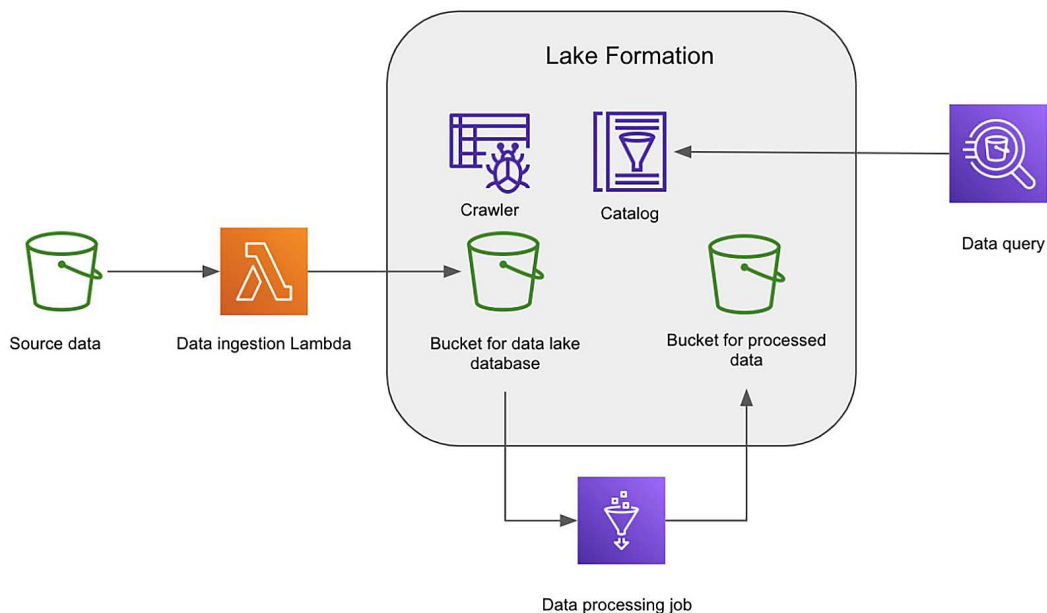 Lake Formation
Crawler
Catalog
Data query
Source data
Data ingestion Lambda
Bucket for data lake
database
Bucket for processed
data
Data processing job